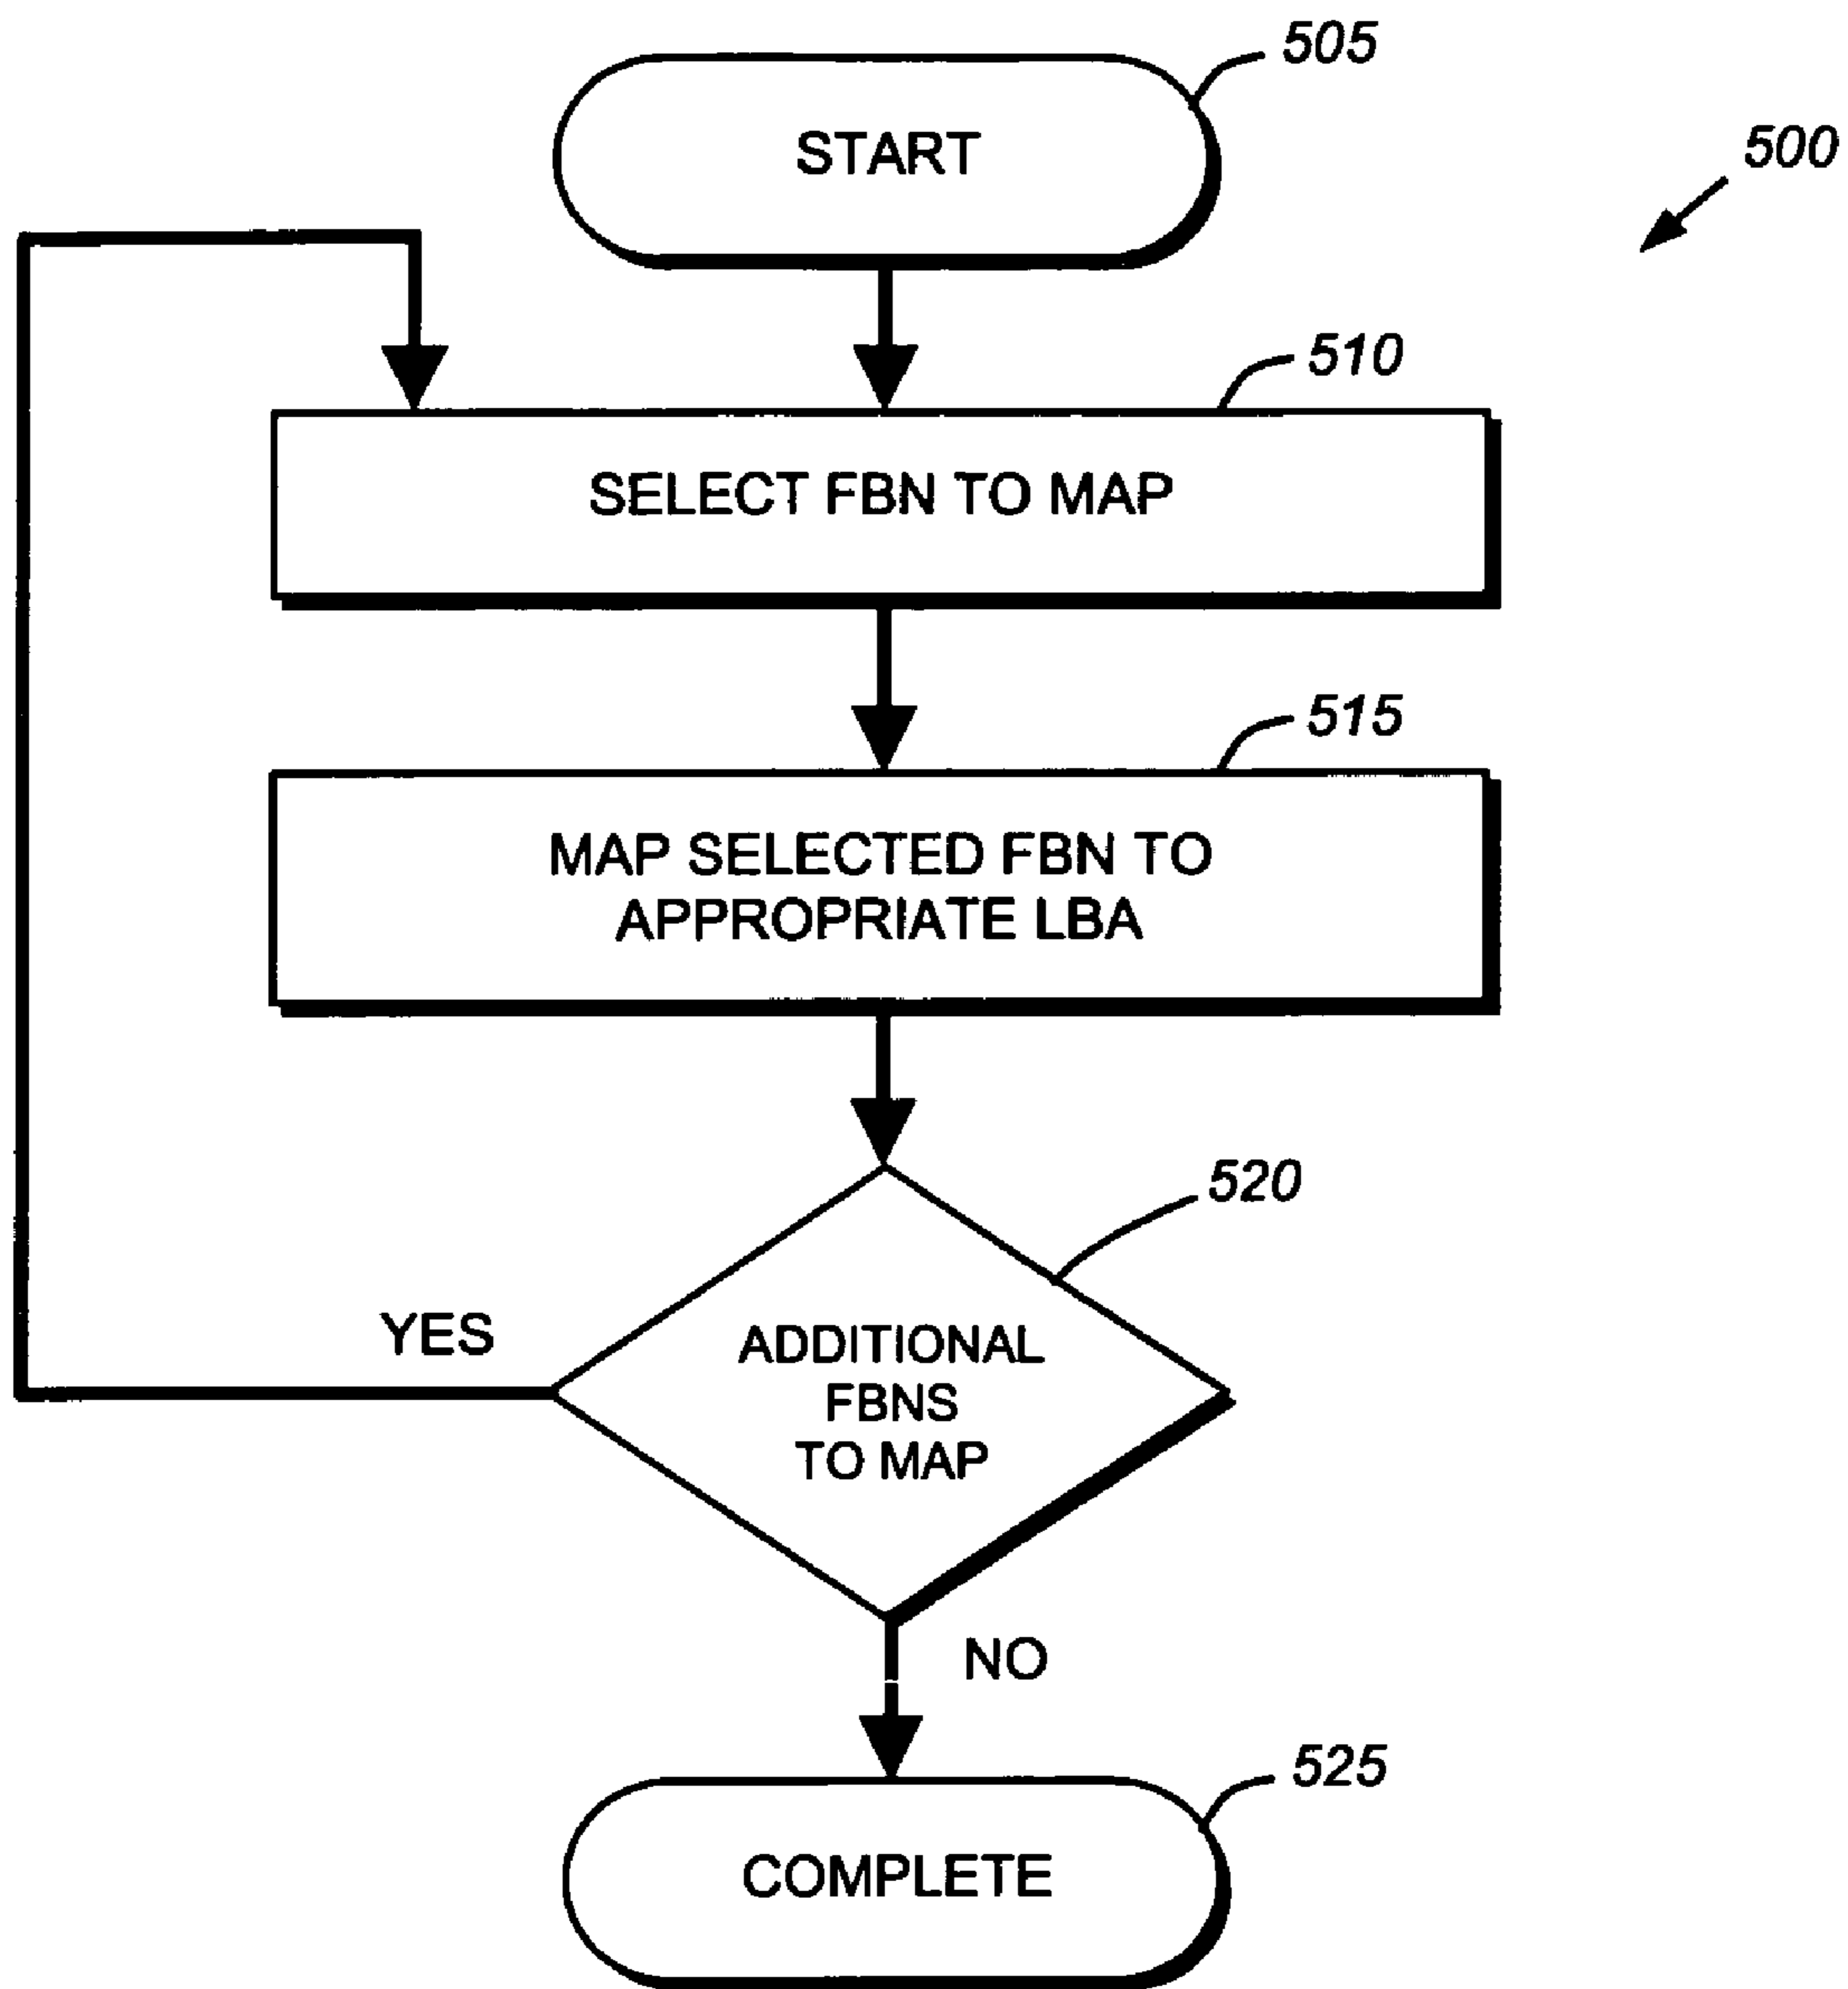 505
START
500
510
SELECT FBN TO MAP
515
MAP SELECTED FBN TO
APPROPRIATE LBA
520
YES
ADDITIONAL
FBNS
TO MAP
NO
525
COMPLETE